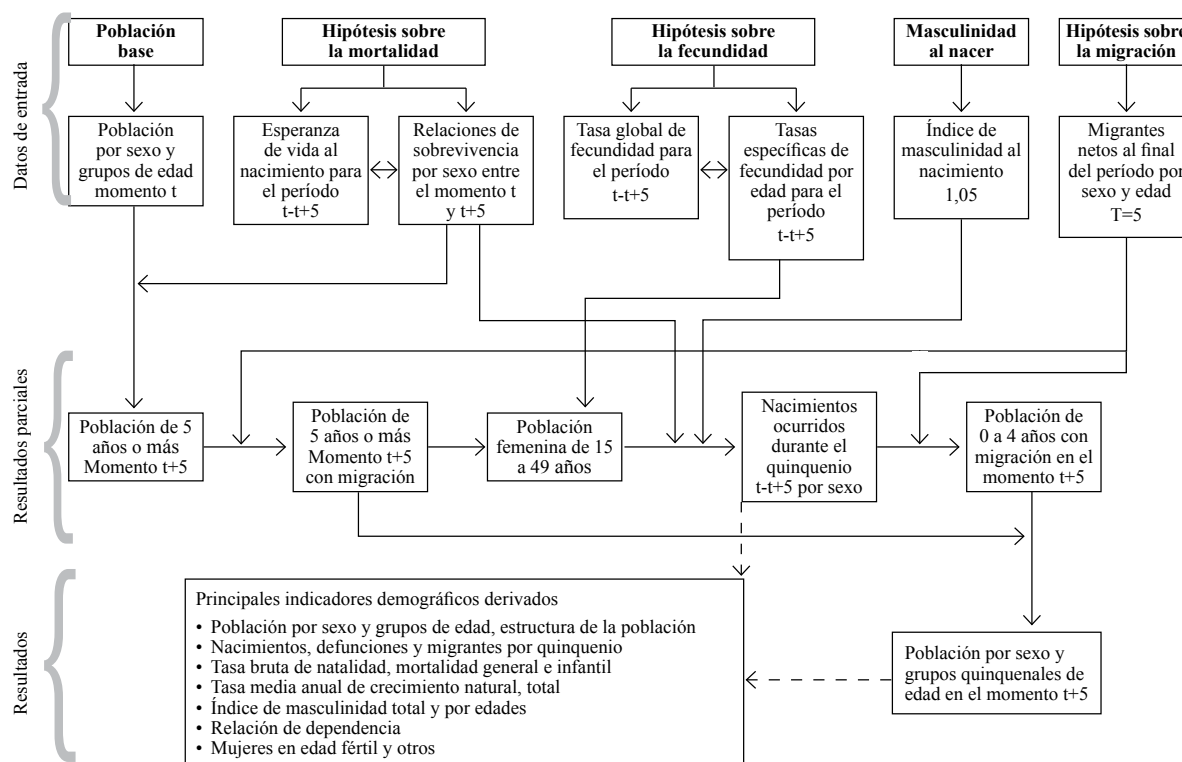 Población
base
Hipótesis sobre
la mortalidad
Hipótesis sobre
la fecundidad
Masculinidad
al nacer
Hipótesis sobre
la migración
Datos de entrada
Población
por sexo y
grupos de edad
momento t
Esperanza
de vida al
nacimiento para
el período
t-t+5
Relaciones de
sobrevivencia
por sexo entre
el momento t
y t+5
Tasa global de
fecundidad para
el período
t-t+5
Tasas
específicas de
fecundidad por
edad para el
período
t-t+5
Índice de
masculinidad al
nacimiento
1,05
Migrantes
netos al final
del período por
sexo y edad
T=5
Resultados parciales
Población de 5
años o más
Momento t+5
Población de
5 años o más
Momento t+5
con migración
Población
femenina de 15
a 49 años
Nacimientos
ocurridos
durante el
quinquenio
t-t+5 por sexo
Población de
0 a 4 años con
migración en el
momento t+5
Resultados
Principales indicadores demográficos derivados
• Población por sexo y grupos de edad, estructura de la población
• Nacimientos, defunciones y migrantes por quinquenio
• Tasa bruta de natalidad, mortalidad general e infantil
• Tasa media anual de crecimiento natural, total
• Índice de masculinidad total y por edades
• Relación de dependencia
• Mujeres en edad fértil y otros
Población por sexo y
grupos quinquenales de
edad en el momento t+5